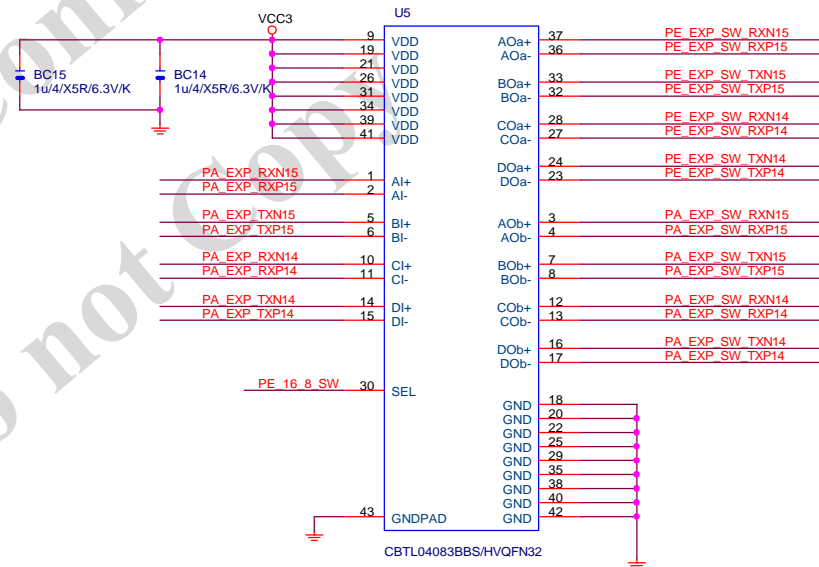 VCC3
U5
BC15
1u/4/X5R/6.3V/K
BC14
1u/4/X5R/6.3V/K
9 VDD
19 VDD
21 VDD
26 VDD
31 VDD
34 VDD
39 VDD
41 VDD
PA_EXP_RXN15 1 AI+
PA_EXP_RXP15 2 AI-
PA_EXP_TXN15 5 BI+
PA_EXP_TXP15 6 BI-
PA_EXP_RXN14 10 CI+
PA_EXP_RXP14 11 CI-
PA_EXP_TXN14 14 DI+
PA_EXP_TXP14 15 DI-
PE_16_8_SW 30 SEL
43 GNDPAD
AOa+ 37 PE_EXP_SW_RXN15
AOa- 36 PE_EXP_SW_RXP15
BOa+ 33 PE_EXP_SW_TXN15
BOa- 32 PE_EXP_SW_TXP15
COa+ 28 PE_EXP_SW_RXN14
COa- 27 PE_EXP_SW_RXP14
DOa+ 24 PE_EXP_SW_TXN14
DOa- 23 PE_EXP_SW_TXP14
AOb+ 3 PA_EXP_SW_RXN15
AOb- 4 PA_EXP_SW_RXP15
BOb+ 7 PA_EXP_SW_TXN15
BOb- 8 PA_EXP_SW_TXP15
COb+ 12 PA_EXP_SW_RXN14
COb- 13 PA_EXP_SW_RXP14
DOb+ 16 PA_EXP_SW_TXN14
DOb- 17 PA_EXP_SW_TXP14
GND 18
GND 20
GND 22
GND 25
GND 29
GND 35
GND 38
GND 40
GND 42
CBTL04083BBS/HVQFN32
not Copy